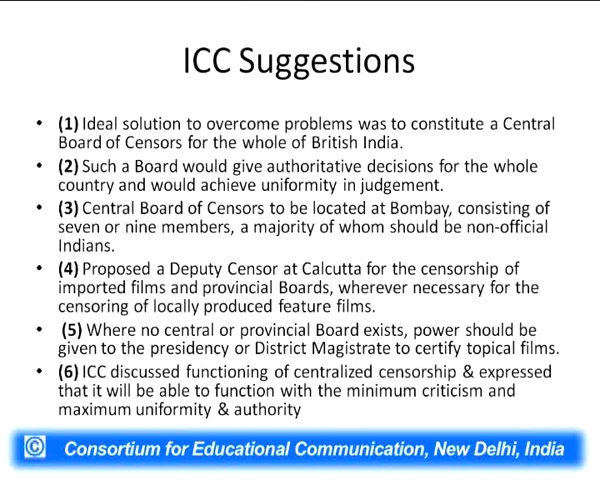 ICC Suggestions
• (1) Ideal solution to overcome problems was to constitute a Central
Board of Censors for the whole of British India.
• (2) Such a Board would give authoritative decisions for the whole
country and would achieve uniformity in judgement.
• (3) Central Board of Censors to be located at Bombay, consisting of
seven or nine members, a majority of whom should be non-official
Indians.
• (4) Proposed a Deputy Censor at Calcutta for the censorship of
imported films and provincial Boards, wherever necessary for the
censoring of locally produced feature films.
• (5) Where no central or provincial Board exists, power should be
given to the presidency or District Magistrate to certify topical films.
• (6) ICC discussed functioning of centralized censorship & expressed
that it will be able to function with the minimum criticism and
maximum uniformity & authority
© Consortium for Educational Communication, New Delhi, India